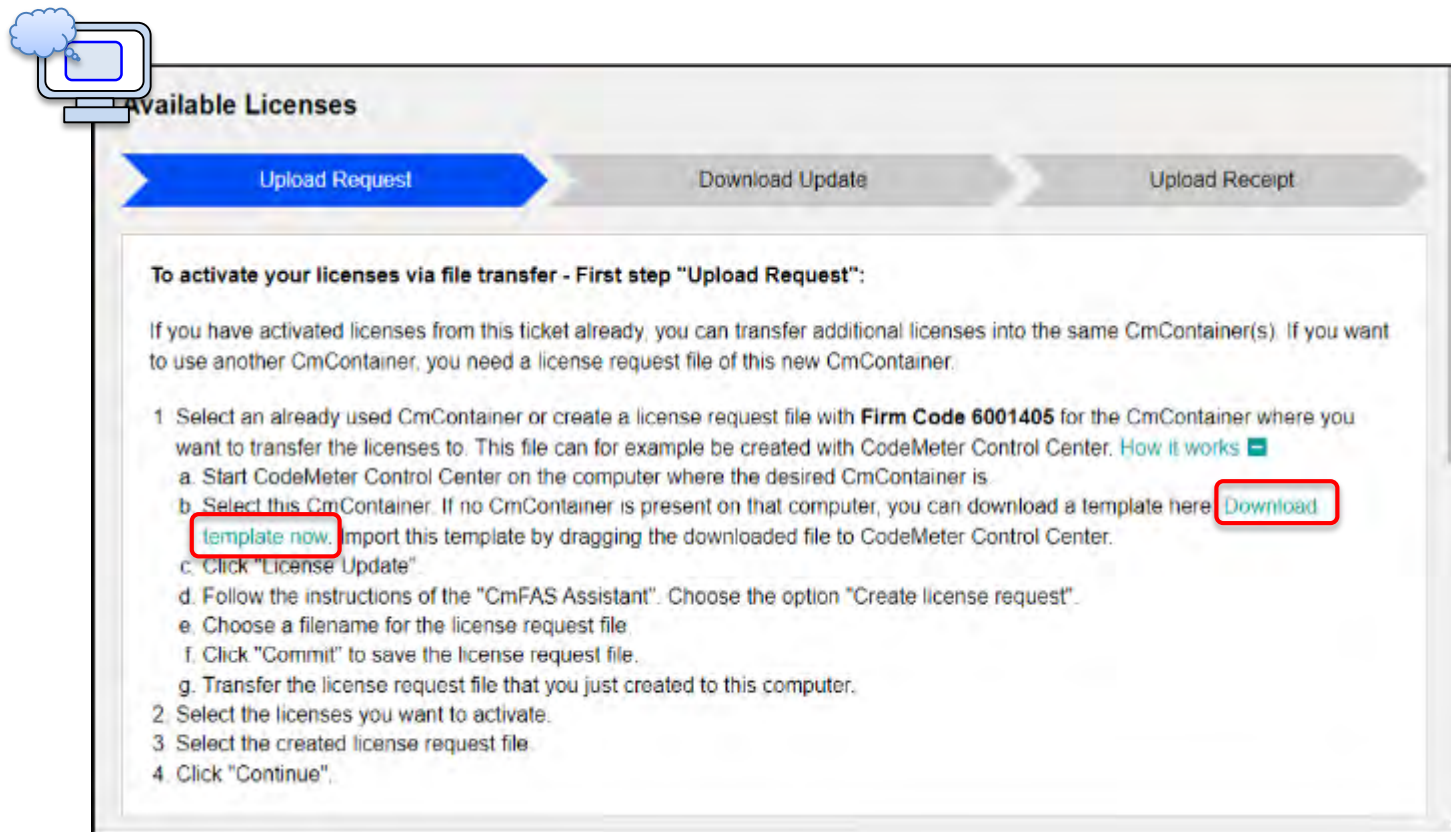 Available Licenses
Upload Request
Download Update
Upload Receipt
To activate your licenses via file transfer - First step "Upload Request":
If you have activated licenses from this ticket already, you can transfer additional licenses into the same CmContainer(s). If you want
to use another CmContainer, you need a license request file of this new CmContainer.
1. Select an already used CmContainer or create a license request file with Firm Code 6001405 for the CmContainer where you
want to transfer the licenses to. This file can for example be created with CodeMeter Control Center. How it works
a. Start CodeMeter Control Center on the computer where the desired CmContainer is.
b. Select this CmContainer. If no CmContainer is present on that computer, you can download a template here: Download
template now. Import this template by dragging the downloaded file to CodeMeter Control Center.
c. Click "License Update".
d. Follow the instructions of the "CmFAS Assistant". Choose the option "Create license request".
e. Choose a filename for the license request file.
f. Click "Commit" to save the license request file.
g. Transfer the license request file that you just created to this computer.
2. Select the licenses you want to activate.
3. Select the created license request file.
4. Click "Continue".